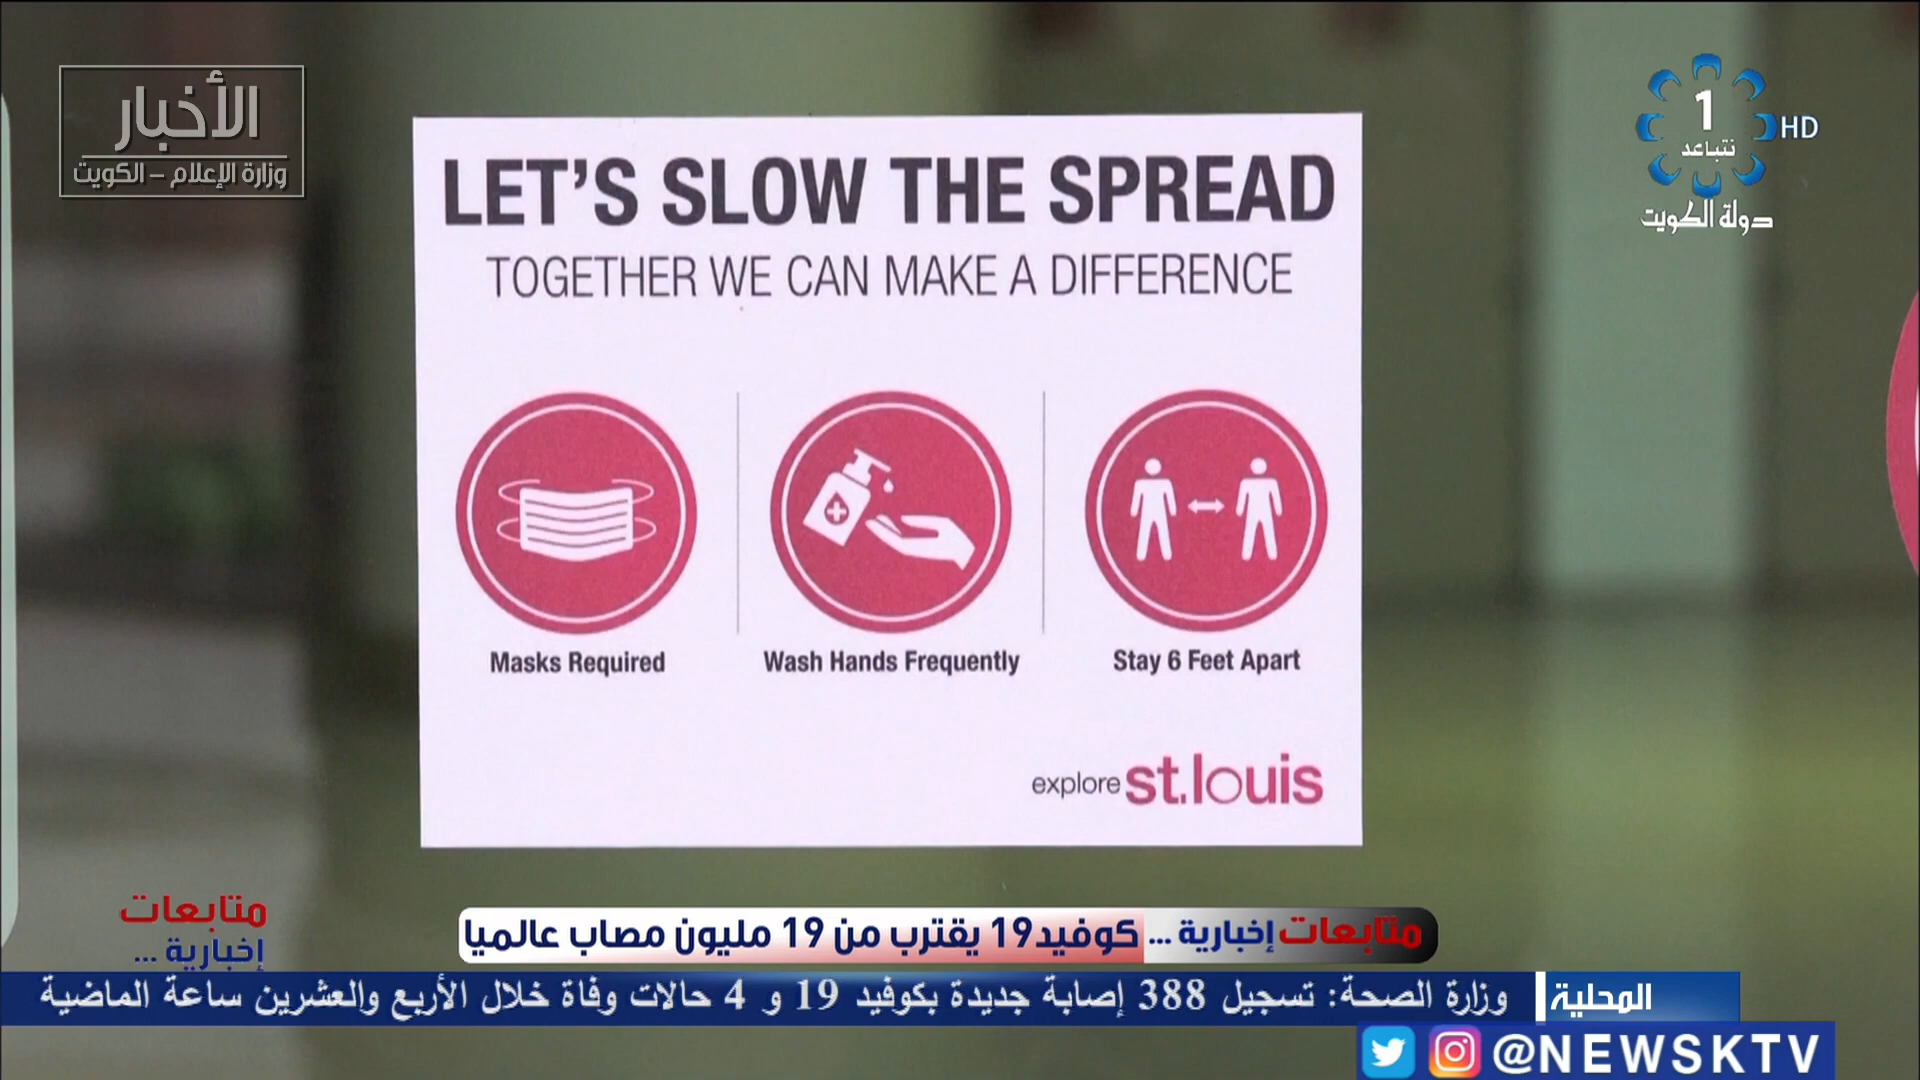 الأخبار
وزارة الإعلام – الكويت
1
نتباعد
HD
دولة الكويت
LET'S SLOW THE SPREAD
TOGETHER WE CAN MAKE A DIFFERENCE
Masks Required
Wash Hands Frequently
Stay 6 Feet Apart
explore st.louis
متابعات
إخبارية ...
متابعات إخبارية ... كوفيد19 يقترب من 19 مليون مصاب عالميا
المحلية وزارة الصحة: تسجيل 388 إصابة جديدة بكوفيد 19 و 4 حالات وفاة خلال الأربع والعشرين ساعة الماضية
@NEWSKTV